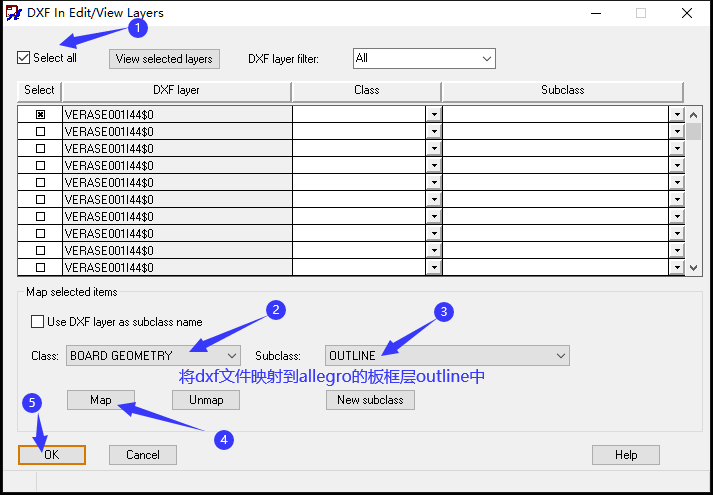 DXF In Edit/View Layers
1
Select all
View selected layers
DXF layer filter:
All
Select
DXF layer
Class
Subclass
VERASE001I44$0
VERASE001I44$0
VERASE001I44$0
VERASE001I44$0
VERASE001I44$0
VERASE001I44$0
VERASE001I44$0
VERASE001I44$0
VERASE001I44$0
VERASE001I44$0
Map selected items
Use DXF layer as subclass name
2
3
Class:
BOARD GEOMETRY
Subclass:
OUTLINE
将dxf文件映射到allegro的板框层outline中
Map
Unmap
New subclass
5
4
OK
Cancel
Help